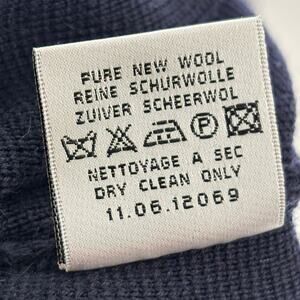 PURE NEW WOOL
REINE SCHURWOLLE
ZUIVER SCHEERWOL
P
NETTOYAGE A SEC
DRY CLEAN ONLY
11.06.12069